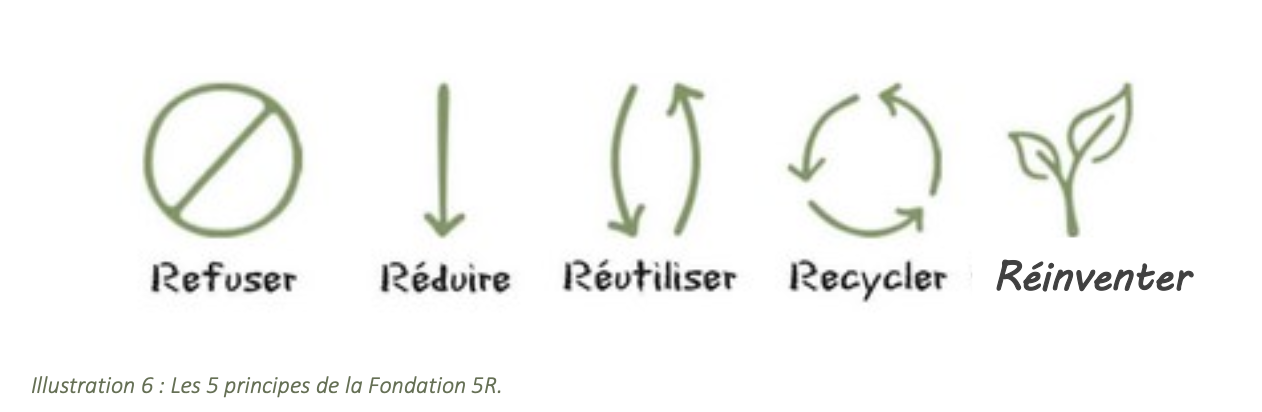 Refuser Réduire Réutiliser Recycler Réinventer
Illustration 6 : Les 5 principes de la Fondation 5R.